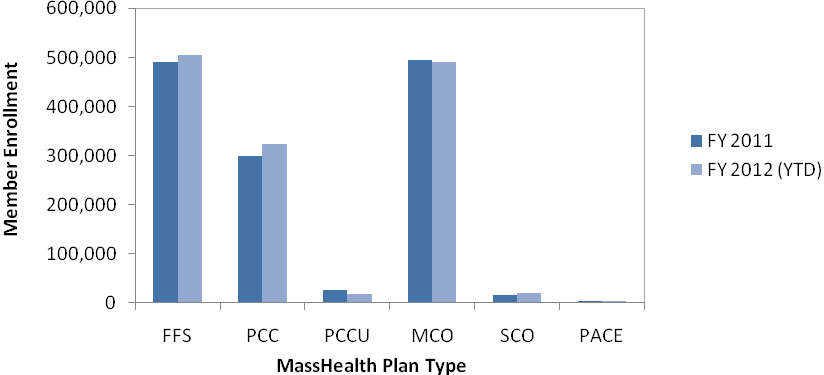 600,000
500,000
400,000
300,000
200,000
100,000
0
Member Enrollment
FFS PCC PCCU MCO SCO PACE
MassHealth Plan Type
FY 2011
FY 2012 (YTD)